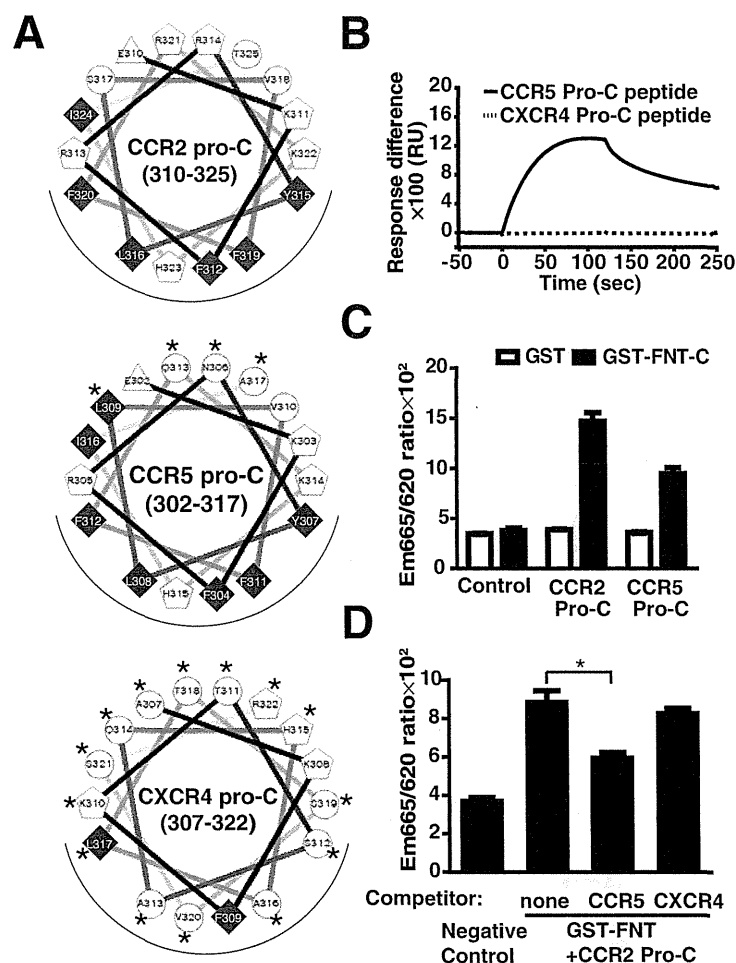 A
E310
R321
R314
T325
S317
V318
I324
K311
R313
CCR2 pro-C
(310-325)
K322
F320
Y315
L316
F319
H323
F312
* * *
Q313
N306
A317
E302
*
L309
V310
I316
K303
R305
CCR5 pro-C
(302-317)
K314
F312
Y307
L308
F311
H315
F304
* * *
T318
T311
R322
*
A307
*
Q314
H315
*
*
S321
K308
*
K310
CXCR4 pro-C
(307-322)
S319
*
L317
*
S312
*
A313
*
A316
*
V320
*
F309
B
Response difference
×100 (RU)
20
16
12
8
4
0
CCR5 Pro-C peptide
CXCR4 Pro-C peptide
-50 0 50 100 150 200 250
Time (sec)
C
GST GST-FNT-C
Em665/620 ratio×10²
20
15
10
5
0
Control CCR2 CCR5
Pro-C Pro-C
D
Em665/620 ratio×10²
10
8
6
4
2
0
*
Competitor: none CCR5 CXCR4
Negative GST-FNT
Control +CCR2 Pro-C